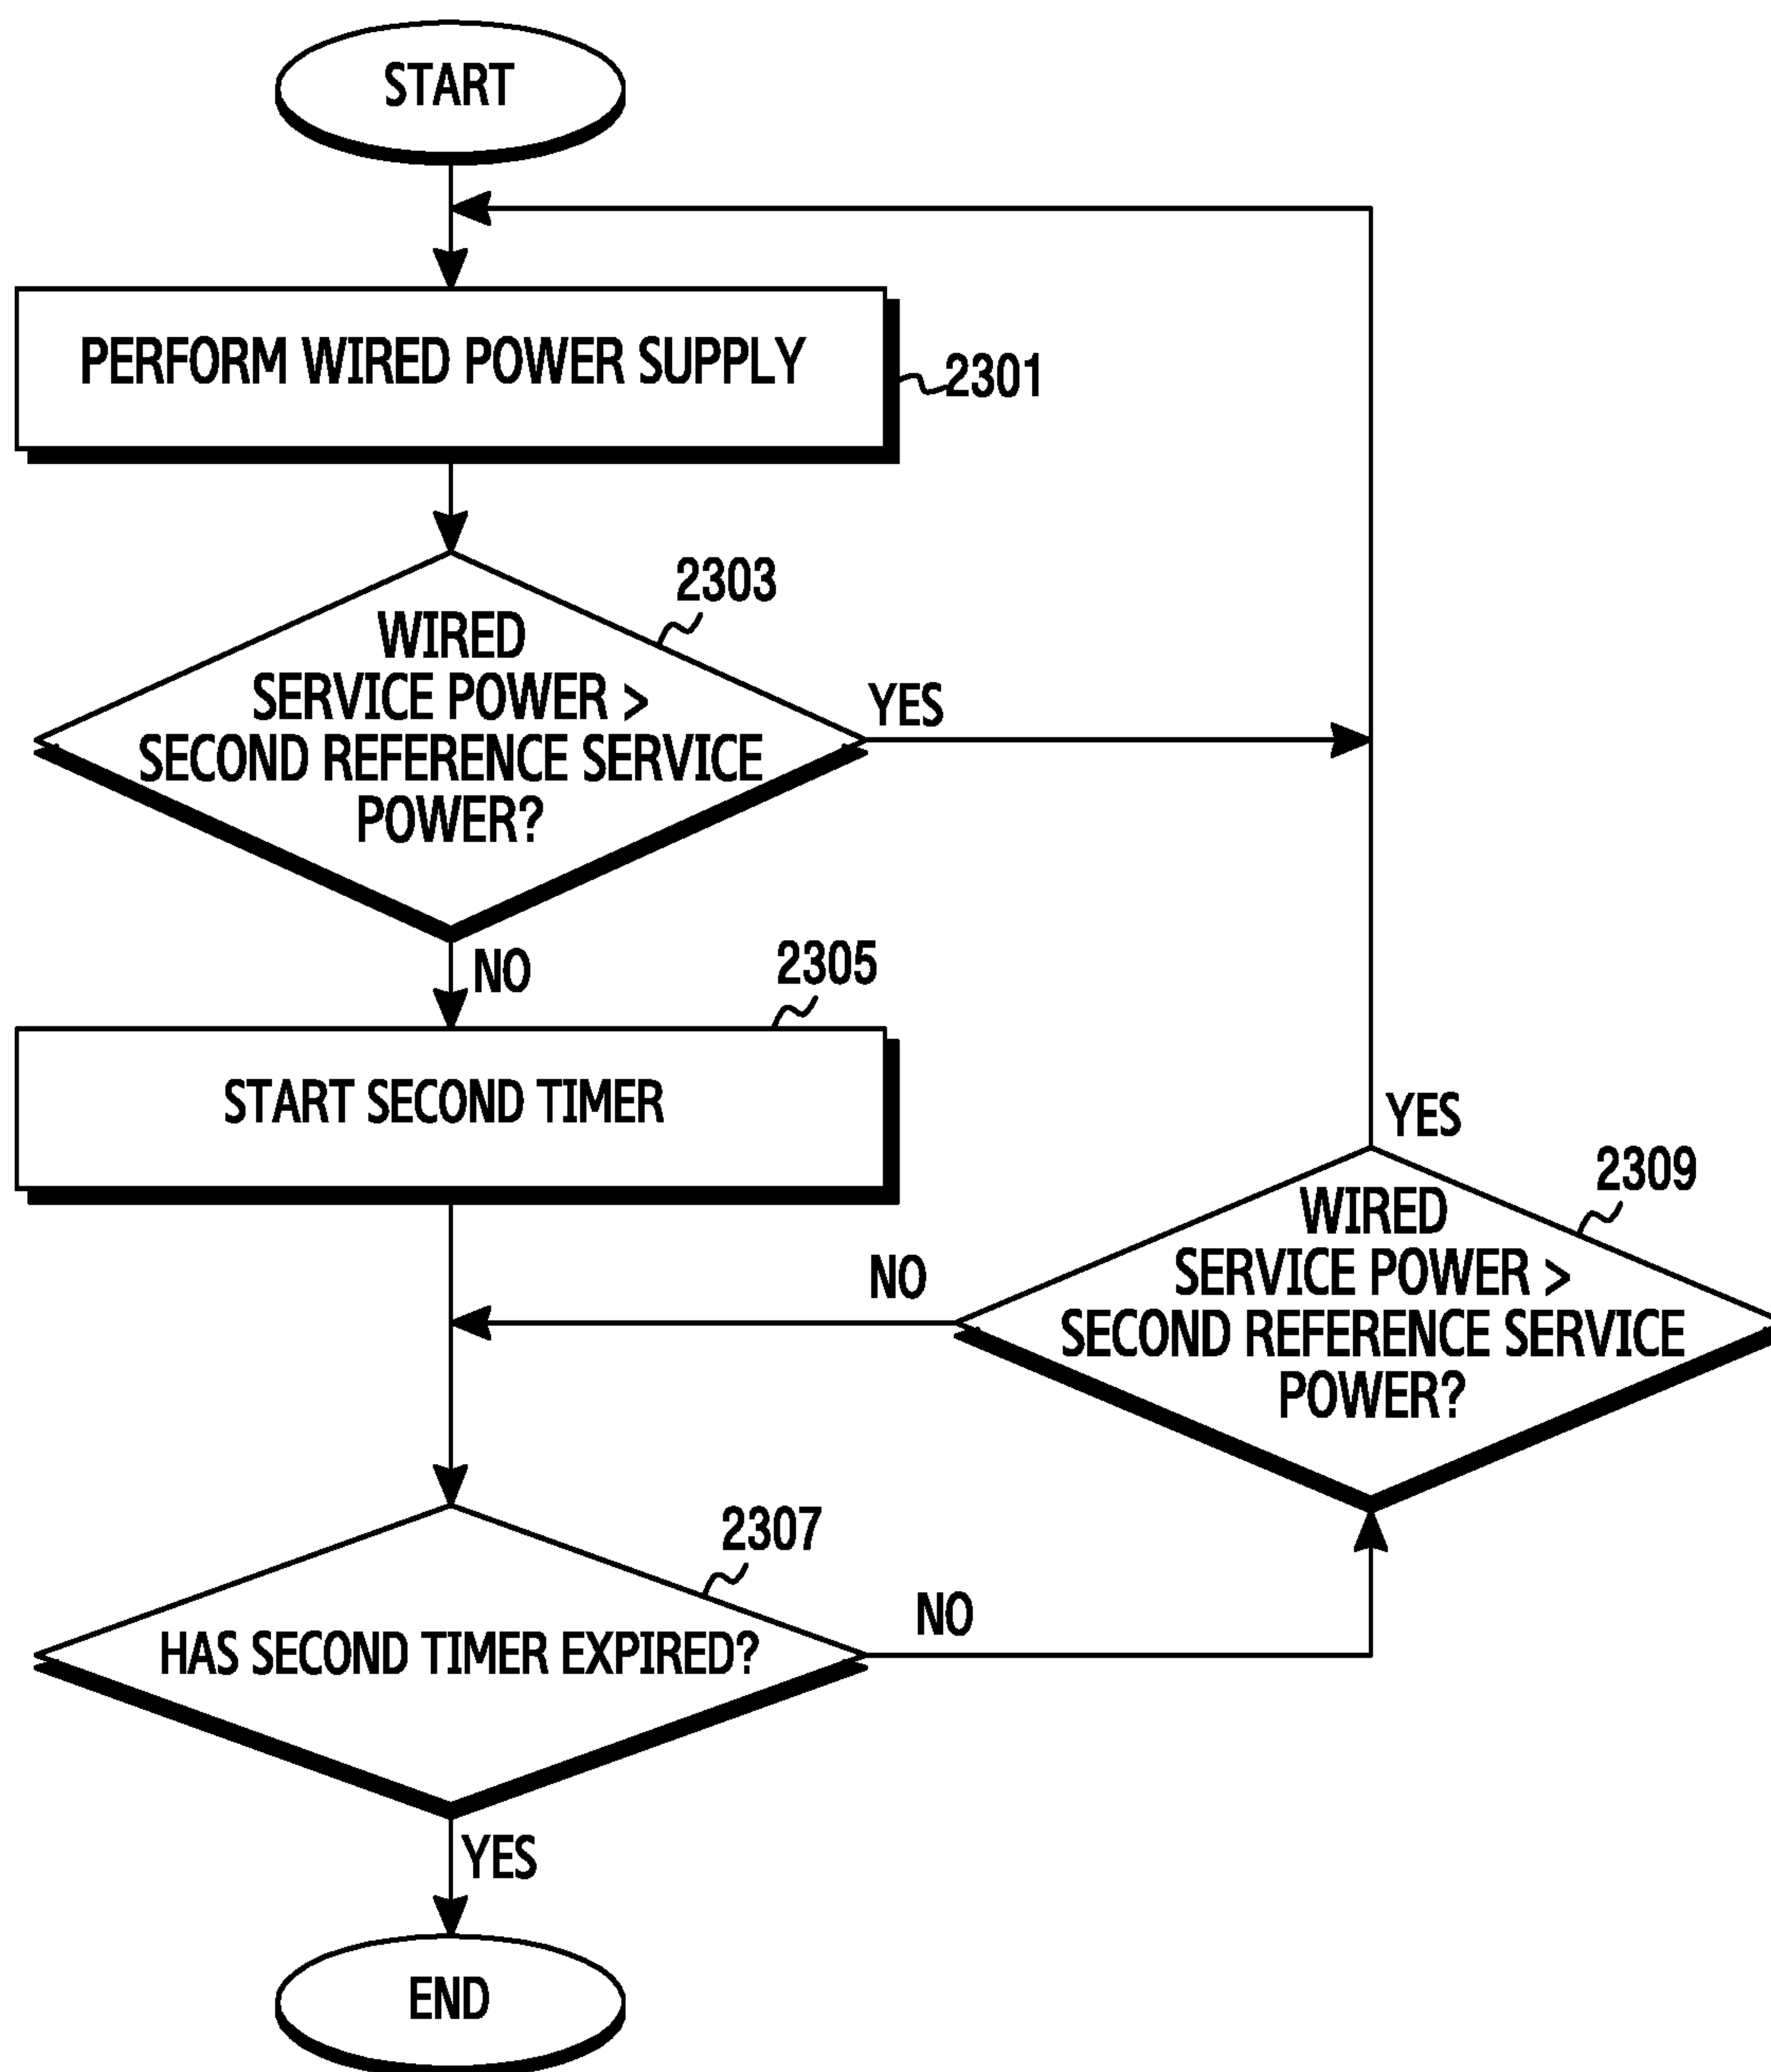 START
PERFORM WIRED POWER SUPPLY
2301
2303
WIRED
SERVICE POWER >
SECOND REFERENCE SERVICE
POWER?
YES
NO
2305
START SECOND TIMER
YES
2309
WIRED
SERVICE POWER >
SECOND REFERENCE SERVICE
POWER?
NO
2307
HAS SECOND TIMER EXPIRED?
NO
YES
END